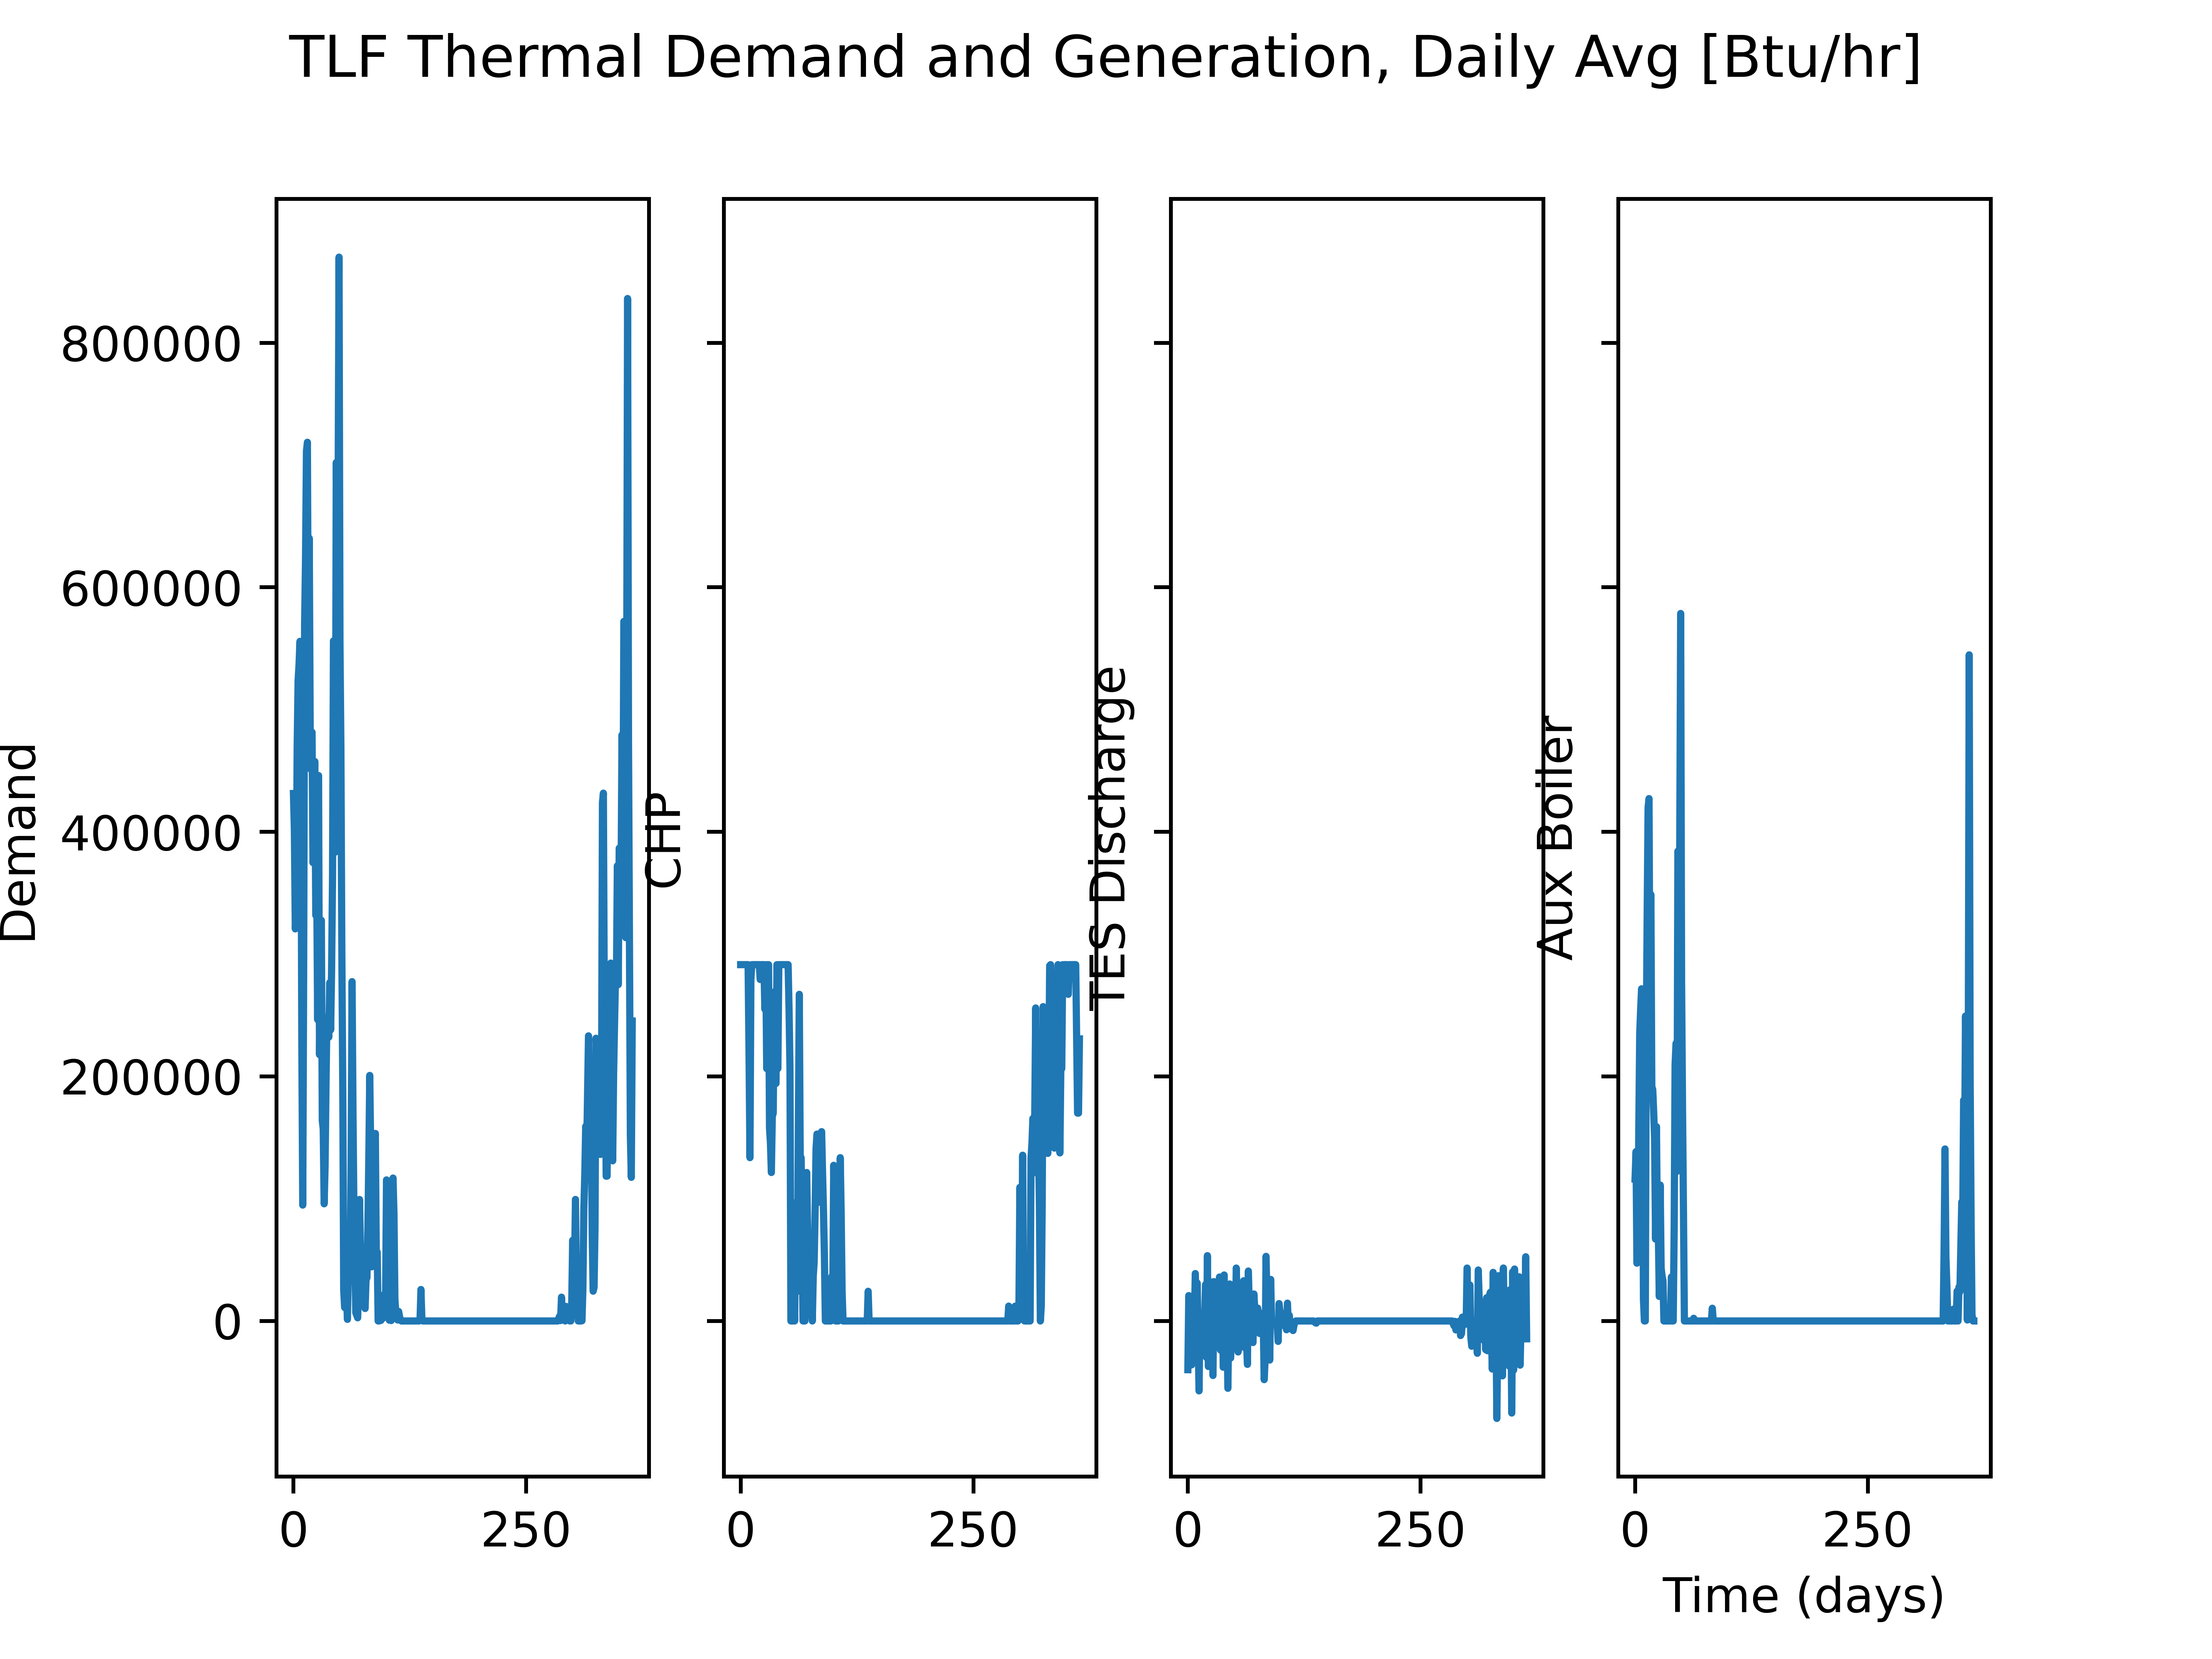 TLF Thermal Demand and Generation, Daily Avg [Btu/hr]
Demand
800000
600000
400000
200000
0
CHP
TES Discharge
Aux Boiler
0 250
0 250
0 250
0 250
Time (days)